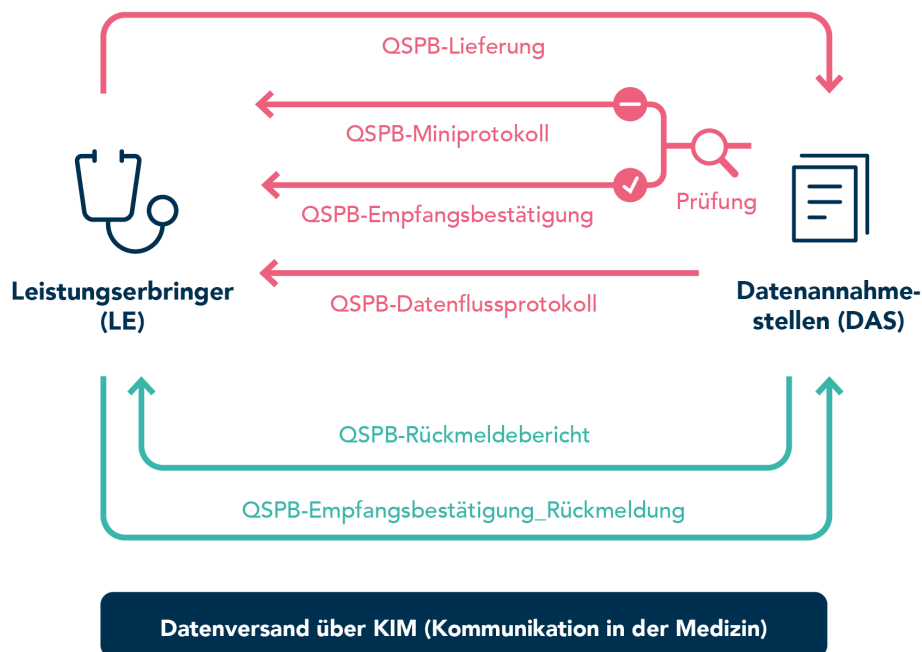 QSPB-Lieferung
QSPB-Miniprotokoll
Prüfung
QSPB-Empfangsbestätigung
QSPB-Datenflussprotokoll
Leistungserbringer
(LE)
Datenannahme-
stellen (DAS)
QSPB-Rückmeldebericht
QSPB-Empfangsbestätigung_Rückmeldung
Datenversand über KIM (Kommunikation in der Medizin)